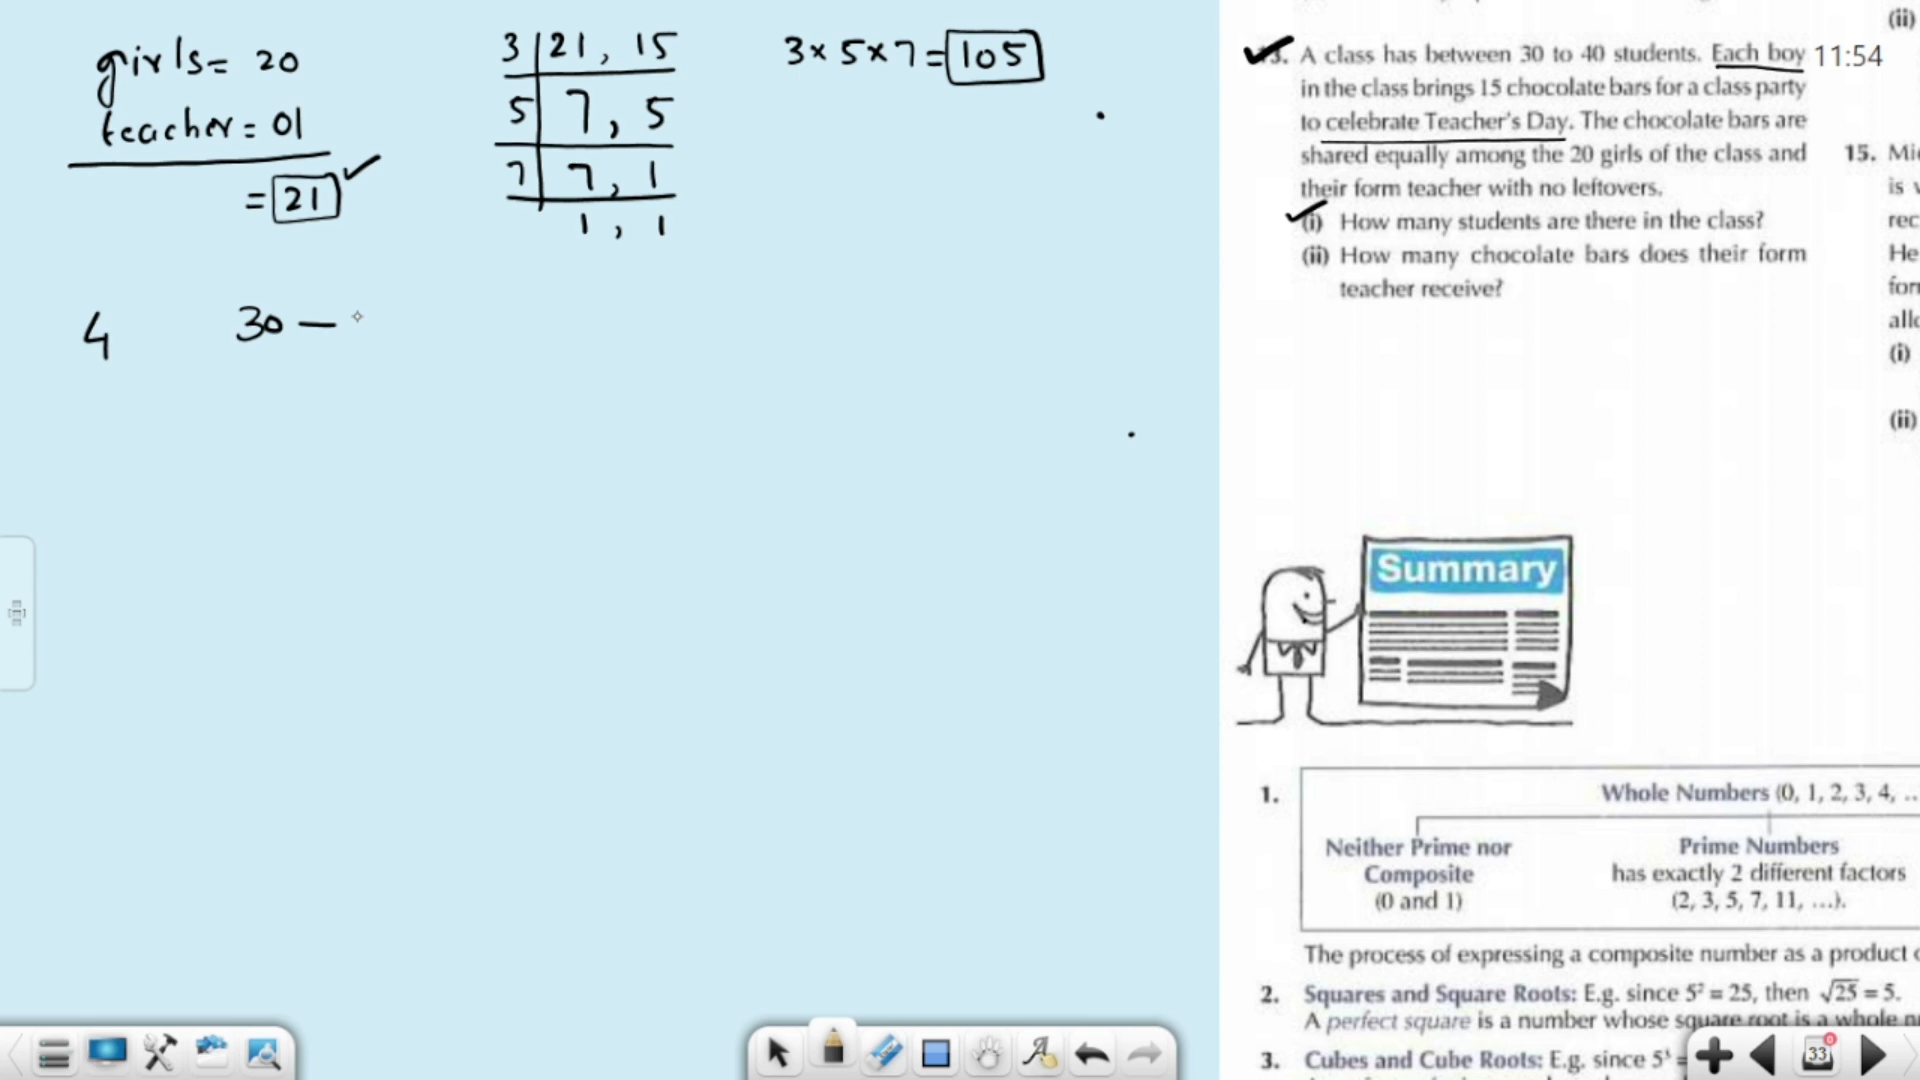 girls= 20
teacher= 01
= 21
3 21, 15
5 7, 5
7 7, 1
1, 1
3×5×7= 105
4 30 —
(ii)
3. A class has between 30 to 40 students. Each boy 11:54
in the class brings 15 chocolate bars for a class party
to celebrate Teacher's Day. The chocolate bars are
shared equally among the 20 girls of the class and
their form teacher with no leftovers.
(i) How many students are there in the class?
(ii) How many chocolate bars does their form
teacher receive?
15. Mi
is
rec
He
for
(i)
(ii)
Summary
1.
Whole Numbers (0, 1, 2, 3, 4, ..
Neither Prime nor
Composite
(0 and 1)
Prime Numbers
has exactly 2 different factors
(2, 3, 5, 7, 11, ...).
The process of expressing a composite number as a product
2. Squares and Square Roots: E.g. since 5² = 25, then √25 = 5.
A perfect square is a number whose square root is a whole
3. Cubes and Cube Roots: E.g. since 5³ =
33
0